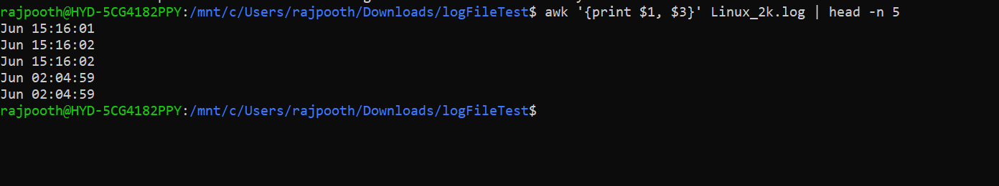 rajpooth@HYD-5CG4182PPY:/mnt/c/Users/rajpooth/Downloads/logFileTest$ awk '{print $1, $3}' Linux_2k.log | head -n 5
Jun 15:16:01
Jun 15:16:02
Jun 15:16:02
Jun 02:04:59
Jun 02:04:59
rajpooth@HYD-5CG4182PPY:/mnt/c/Users/rajpooth/Downloads/logFileTest$